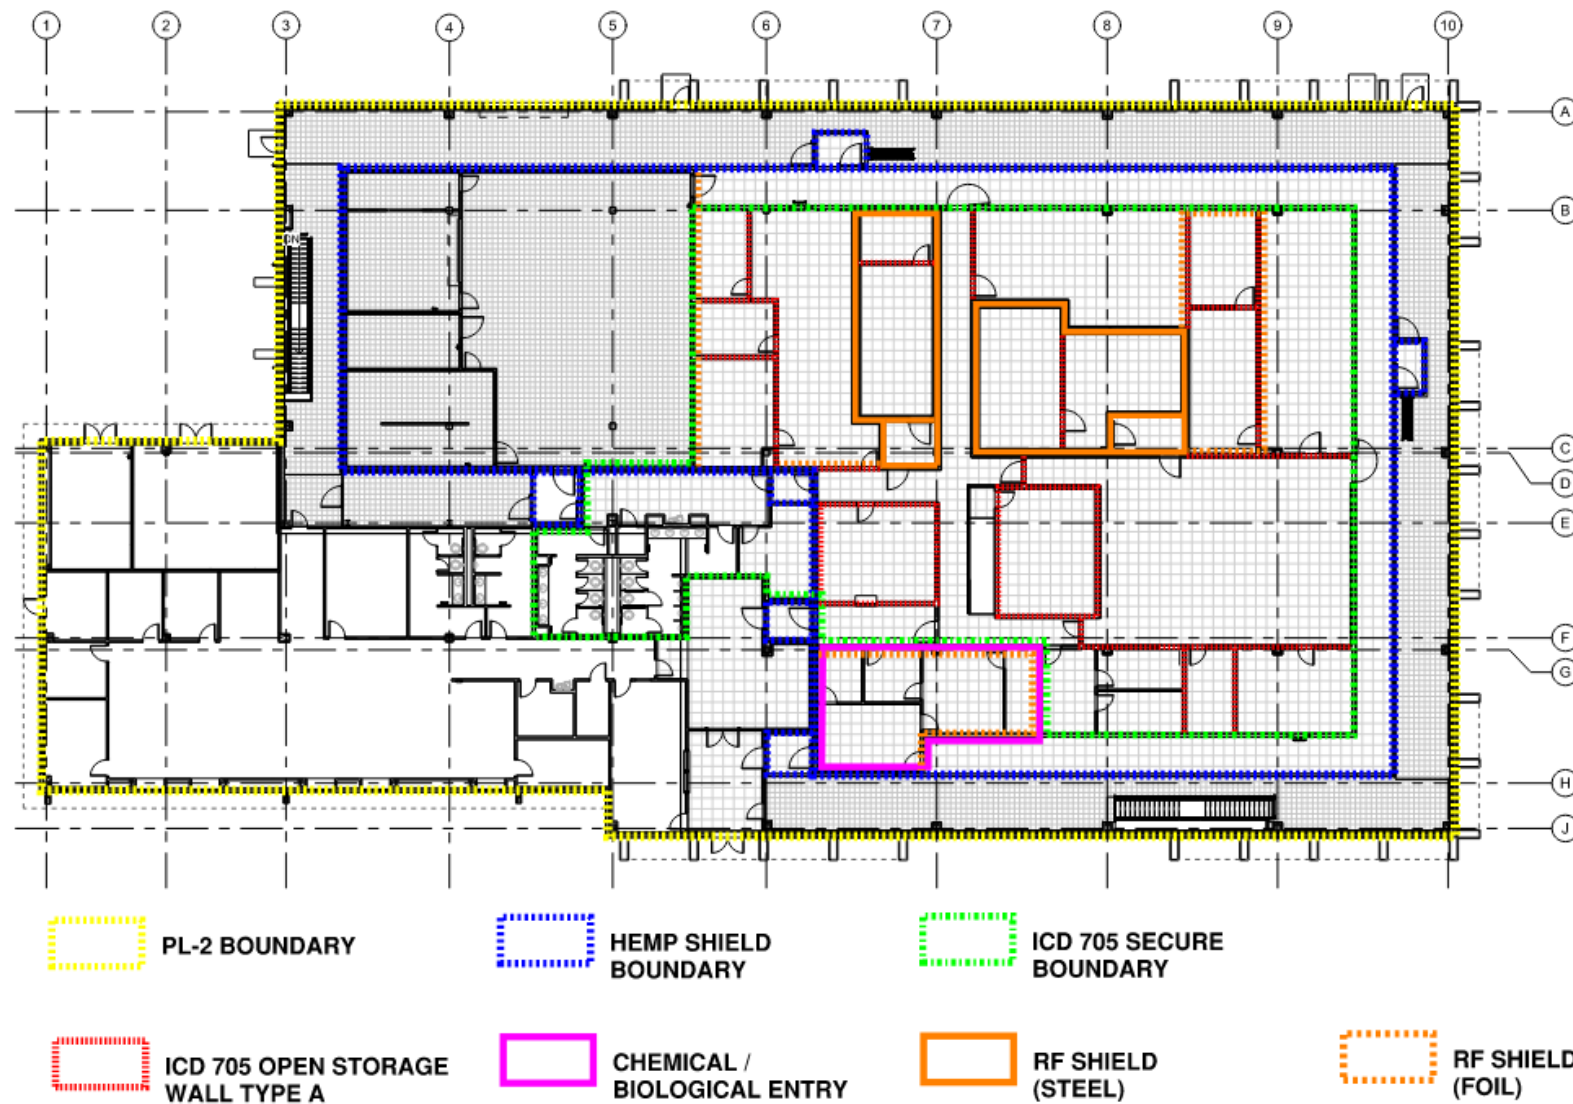 1 2 3 4 5 6 7 8 9 10
A
B
DN
C
D
E
F
G
H
J
PL-2 BOUNDARY
HEMP SHIELD
BOUNDARY
ICD 705 SECURE
BOUNDARY
ICD 705 OPEN STORAGE
WALL TYPE A
CHEMICAL /
BIOLOGICAL ENTRY
RF SHIELD
(STEEL)
RF SHIELD
(FOIL)